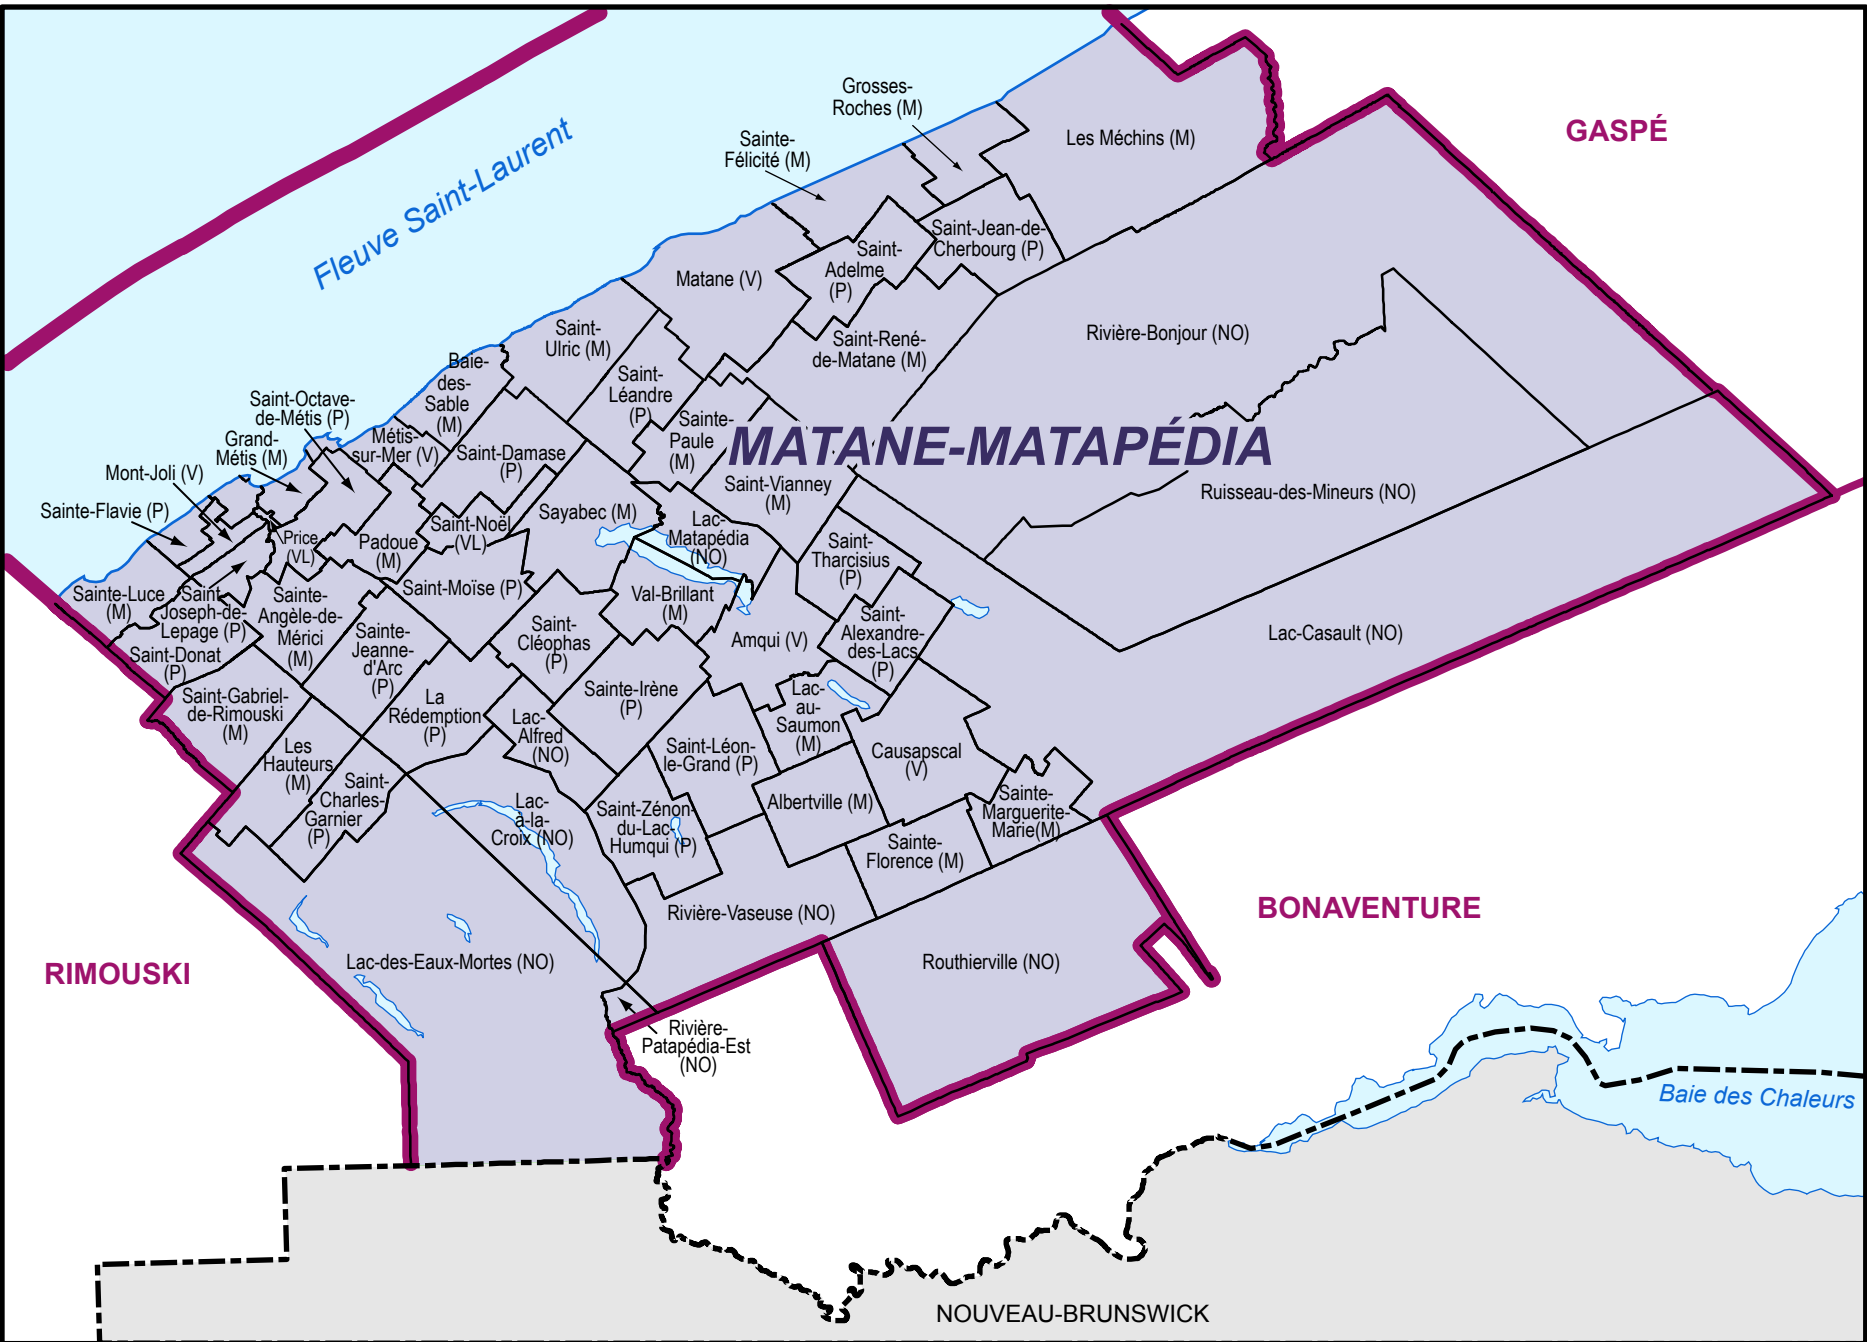 GASPÉ
Grosses-
Roches (M)
Les Méchins (M)
Sainte-
Félicité (M)
Fleuve Saint-Laurent
Saint-Jean-de-
Cherbourg (P)
Saint-
Adelme
(P)
Matane (V)
Saint-René-
de-Matane (M)
Rivière-Bonjour (NO)
Saint-
Ulric (M)
Baie-
des-
Sable
(M)
Saint-
Léandre
(P)
Saint-Octave-
de-Métis (P)
Grand-
Métis (M)
Métis-
sur-Mer (V)
Saint-Damase
(P)
Sainte-
Paule
(M)
MATANE-MATAPÉDIA
Mont-Joli (V)
Sainte-Flavie (P)
Saint-Vianney
(M)
Ruisseau-des-Mineurs (NO)
Price
(VL)
Padoue
(M)
Saint-Noël
(VL)
Sayabec (M)
Lac-
Matapédia
(NO)
Saint-
Tharcisius
(P)
Sainte-Luce
(M)
Saint-
Joseph-de-
Lepage (P)
Sainte-
Angèle-de-
Mérici
(M)
Saint-Moïse (P)
Val-Brillant
(M)
Saint-
Alexandre-
des-Lacs
(P)
Lac-Casault (NO)
Saint-Donat
(P)
Sainte-
Jeanne-
d'Arc
(P)
Saint-
Cléophas
(P)
Amqui (V)
Saint-Gabriel-
de-Rimouski
(M)
La
Rédemption
(P)
Sainte-Irène
(P)
Lac-
au-
Saumon
(M)
Les
Hauteurs
(M)
Lac-
Alfred
(NO)
Saint-Léon-
le-Grand (P)
Causapscal
(V)
Saint-
Charles-
Garnier
(P)
Lac-
à-la-
Croix (NO)
Saint-Zénon-
du-Lac-
Humqui (P)
Albertville (M)
Sainte-
Marguerite-
Marie(M)
Sainte-
Florence (M)
Rivière-Vaseuse (NO)
BONAVENTURE
RIMOUSKI
Lac-des-Eaux-Mortes (NO)
Routhierville (NO)
Rivière-
Patapédia-Est
(NO)
Baie des Chaleurs
NOUVEAU-BRUNSWICK